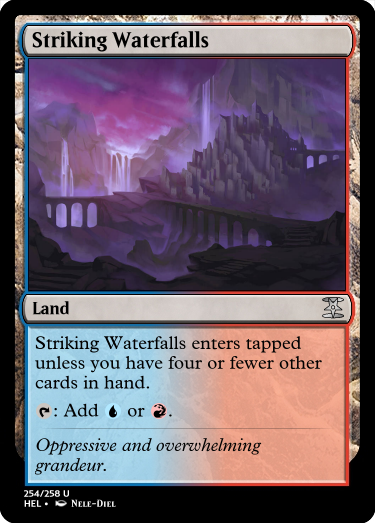 Striking Waterfalls
Land
Striking Waterfalls enters tapped
unless you have four or fewer other
cards in hand.
: Add or .
Oppressive and overwhelming
grandeur.
254/258 U
HEL • Nele-Diel